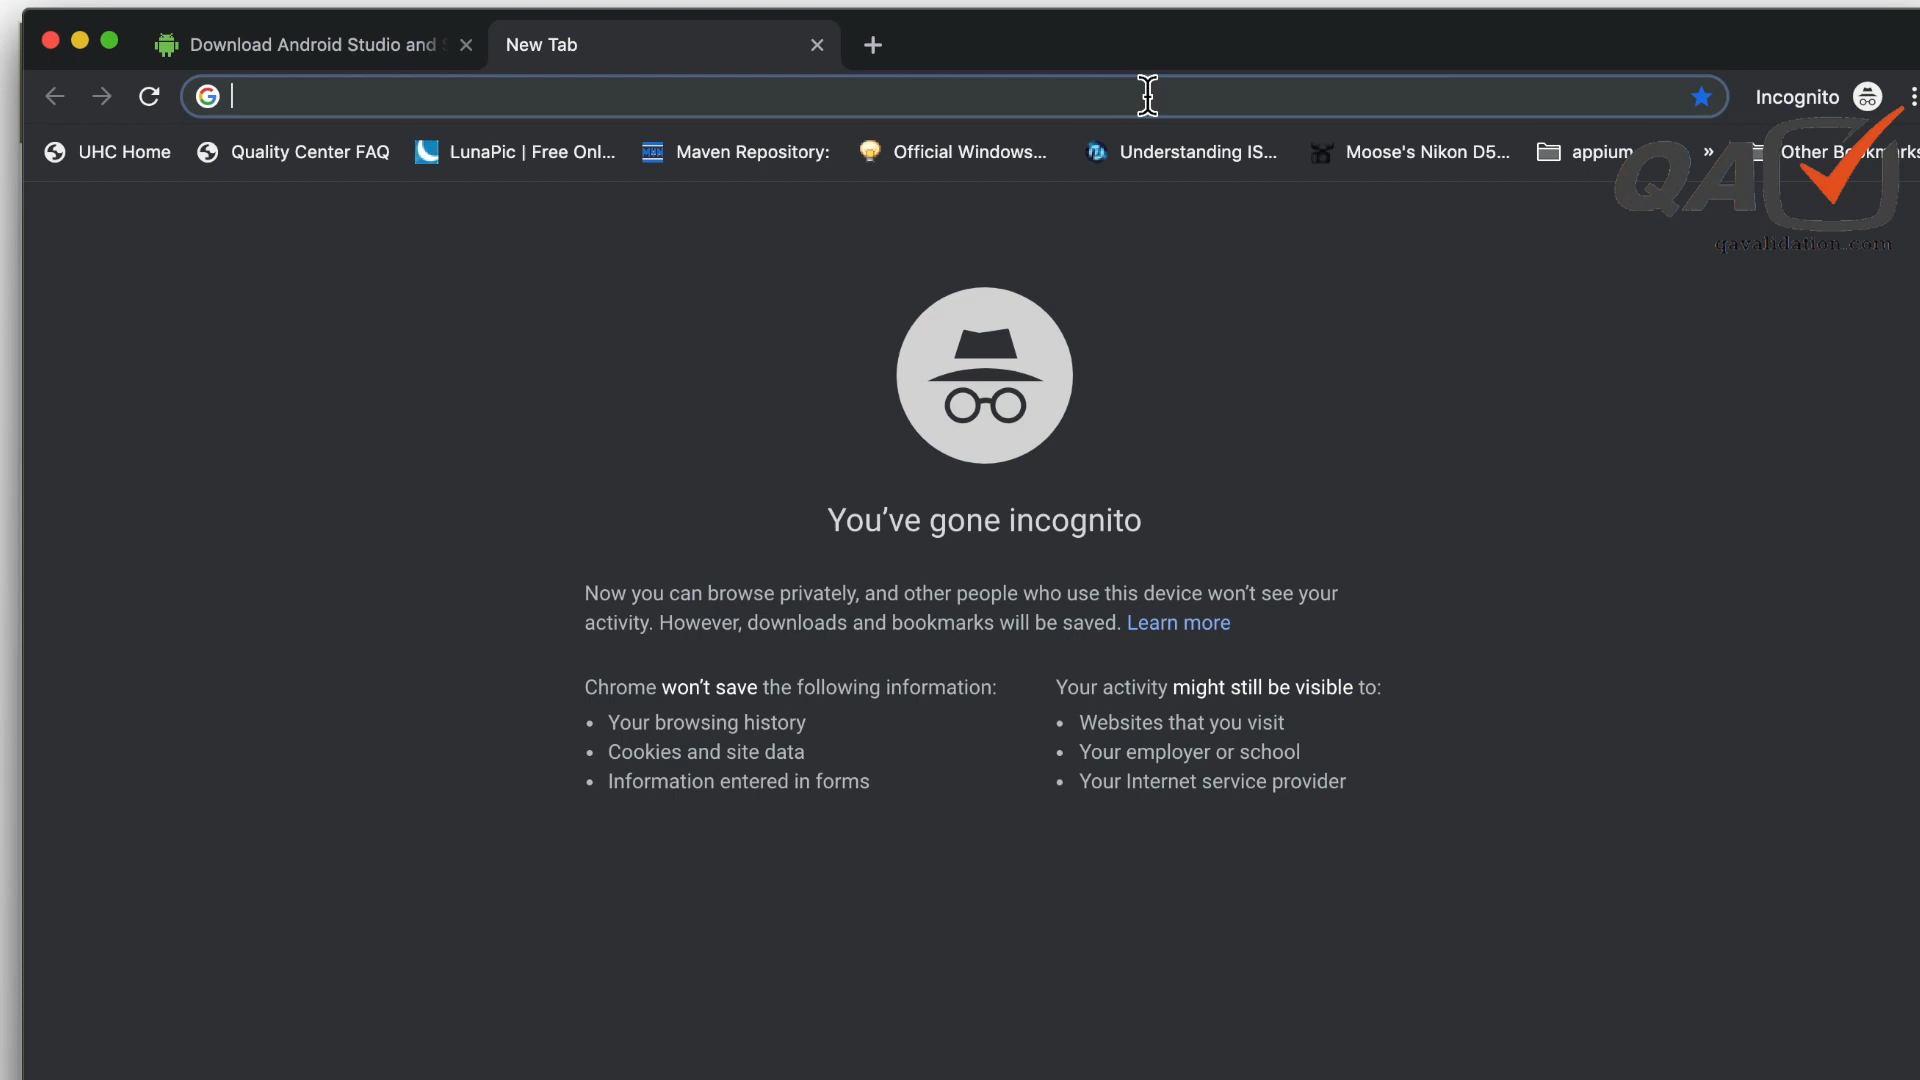 Download Android Studio and
New Tab
Incognito
UHC Home
Quality Center FAQ
LunaPic | Free Onl...
Maven Repository:
Official Windows...
Understanding IS...
Moose's Nikon D5...
appium
»
Other Bookmarks
QA
qavalidation.com
You’ve gone incognito
Now you can browse privately, and other people who use this device won’t see your
activity. However, downloads and bookmarks will be saved. Learn more
Chrome won’t save the following information:
• Your browsing history
• Cookies and site data
• Information entered in forms
Your activity might still be visible to:
• Websites that you visit
• Your employer or school
• Your Internet service provider